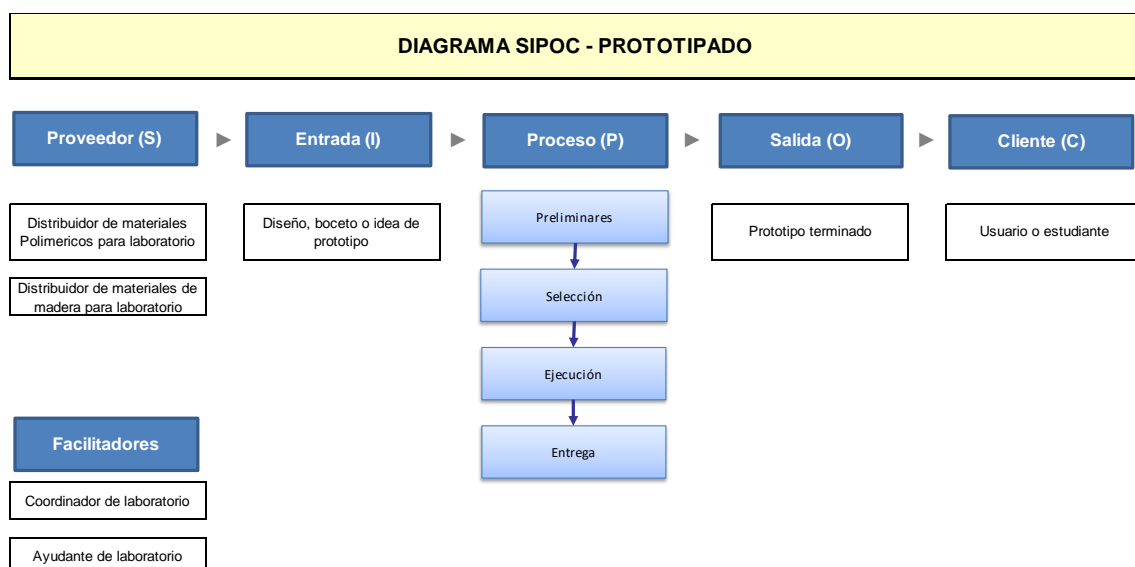 DIAGRAMA SIPOC - PROTOTIPADO
Proveedor (S)
Entrada (I)
Proceso (P)
Salida (O)
Cliente (C)
Distribuidor de materiales
Polimericos para laboratorio
Distribuidor de materiales de
madera para laboratorio
Diseño, boceto o idea de
prototipo
Preliminares
Selección
Ejecución
Entrega
Prototipo terminado
Usuario o estudiante
Facilitadores
Coordinador de laboratorio
Ayudante de laboratorio